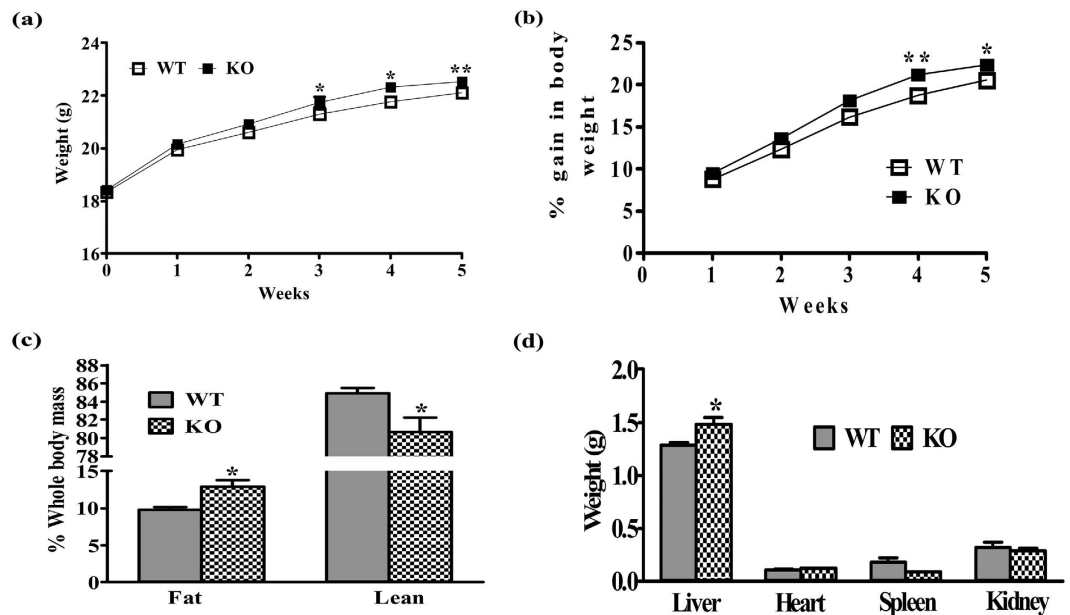 (a)
24
22
20
18
16
Weight (g)
WT KO
* * **
0 1 2 3 4 5
Weeks
(b)
25
20
15
10
5
0
% gain in body
weight
** *
WT
KO
0 1 2 3 4 5
Weeks
(c)
88
86
84
82
80
78
15
10
5
0
% Whole body mass
WT
KO
*
*
Fat Lean
(d)
2.0
1.5
1.0
0.5
0.0
Weight (g)
*
WT KO
Liver Heart Spleen Kidney